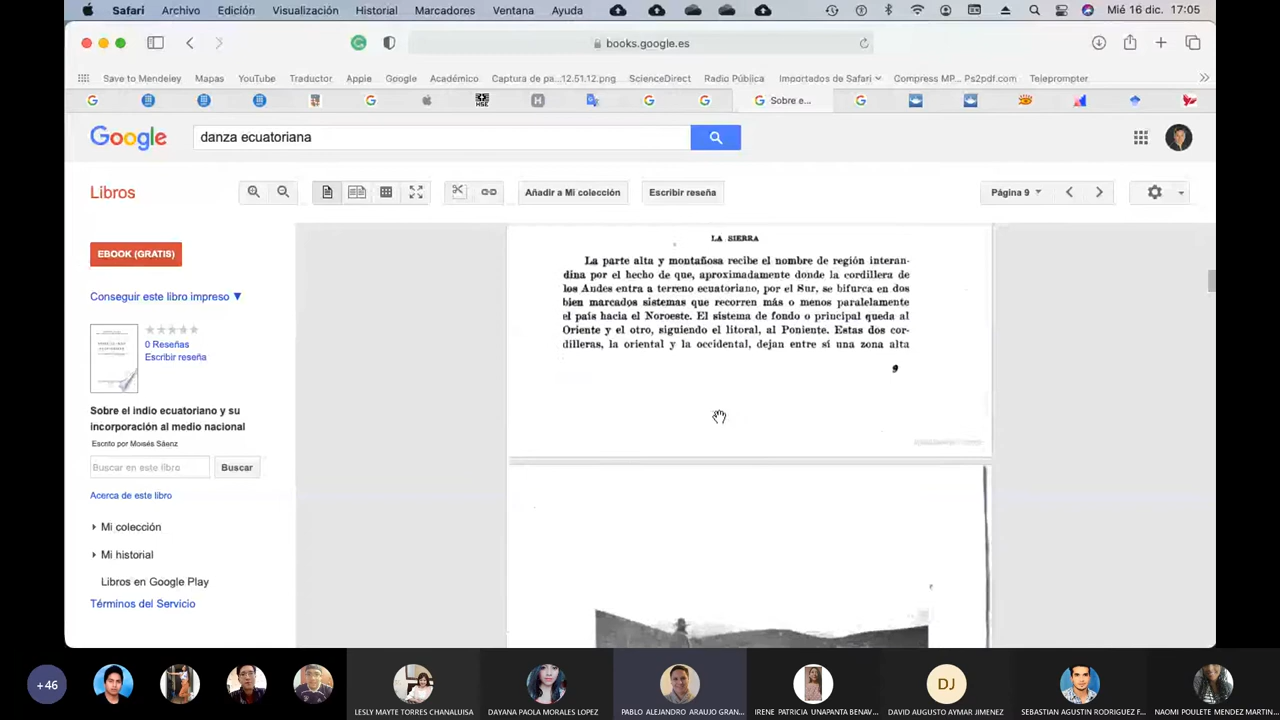 Safari Archivo Edición Visualización Historial Marcadores Ventana Ayuda Mié 16 dic. 17:05
books.google.es
Save to Mendeley Mapas YouTube Traductor Apple Google Académico Captura de pa...12.51.12.png ScienceDirect Radio Pública Importados de Safari Compress MP... Ps2pdf.com Teleprompter
HSE Sobre e...
Google danza ecuatoriana
Libros Añadir a Mi colección Escribir reseña Página 9
EBOOK (GRATIS)
Conseguir este libro impreso ▼
0 Reseñas
Escribir reseña
Sobre el indio ecuatoriano y su
incorporación al medio nacional
Escrito por Moisés Sáenz
Buscar en este libro Buscar
Acerca de este libro
Mi colección
Mi historial
Libros en Google Play
Términos del Servicio
LA SIERRA
La parte alta y montañosa recibe el nombre de región interan-
dina por el hecho de que, aproximadamente donde la cordillera de
los Andes entra a terreno ecuatoriano, por el Sur, se bifurca en dos
bien marcados sistemas que recorren más o menos paralelamente
el país hacia el Noroeste. El sistema de fondo o principal queda al
Oriente y el otro, siguiendo el litoral, al Poniente. Estas dos cor-
dilleras, la oriental y la occidental, dejan entre sí una zona alta
9
+46
LESLY MAYTE TORRES CHANALUISA
DAYANA PAOLA MORALES LOPEZ
PABLO ALEJANDRO ARAUJO GRAN...
IRENE PATRICIA UNAPANTA BENAV...
DJ
DAVID AUGUSTO AYMAR JIMENEZ
SEBASTIAN AGUSTIN RODRIGUEZ F...
NAOMI POULETE MENDEZ MARTIN...